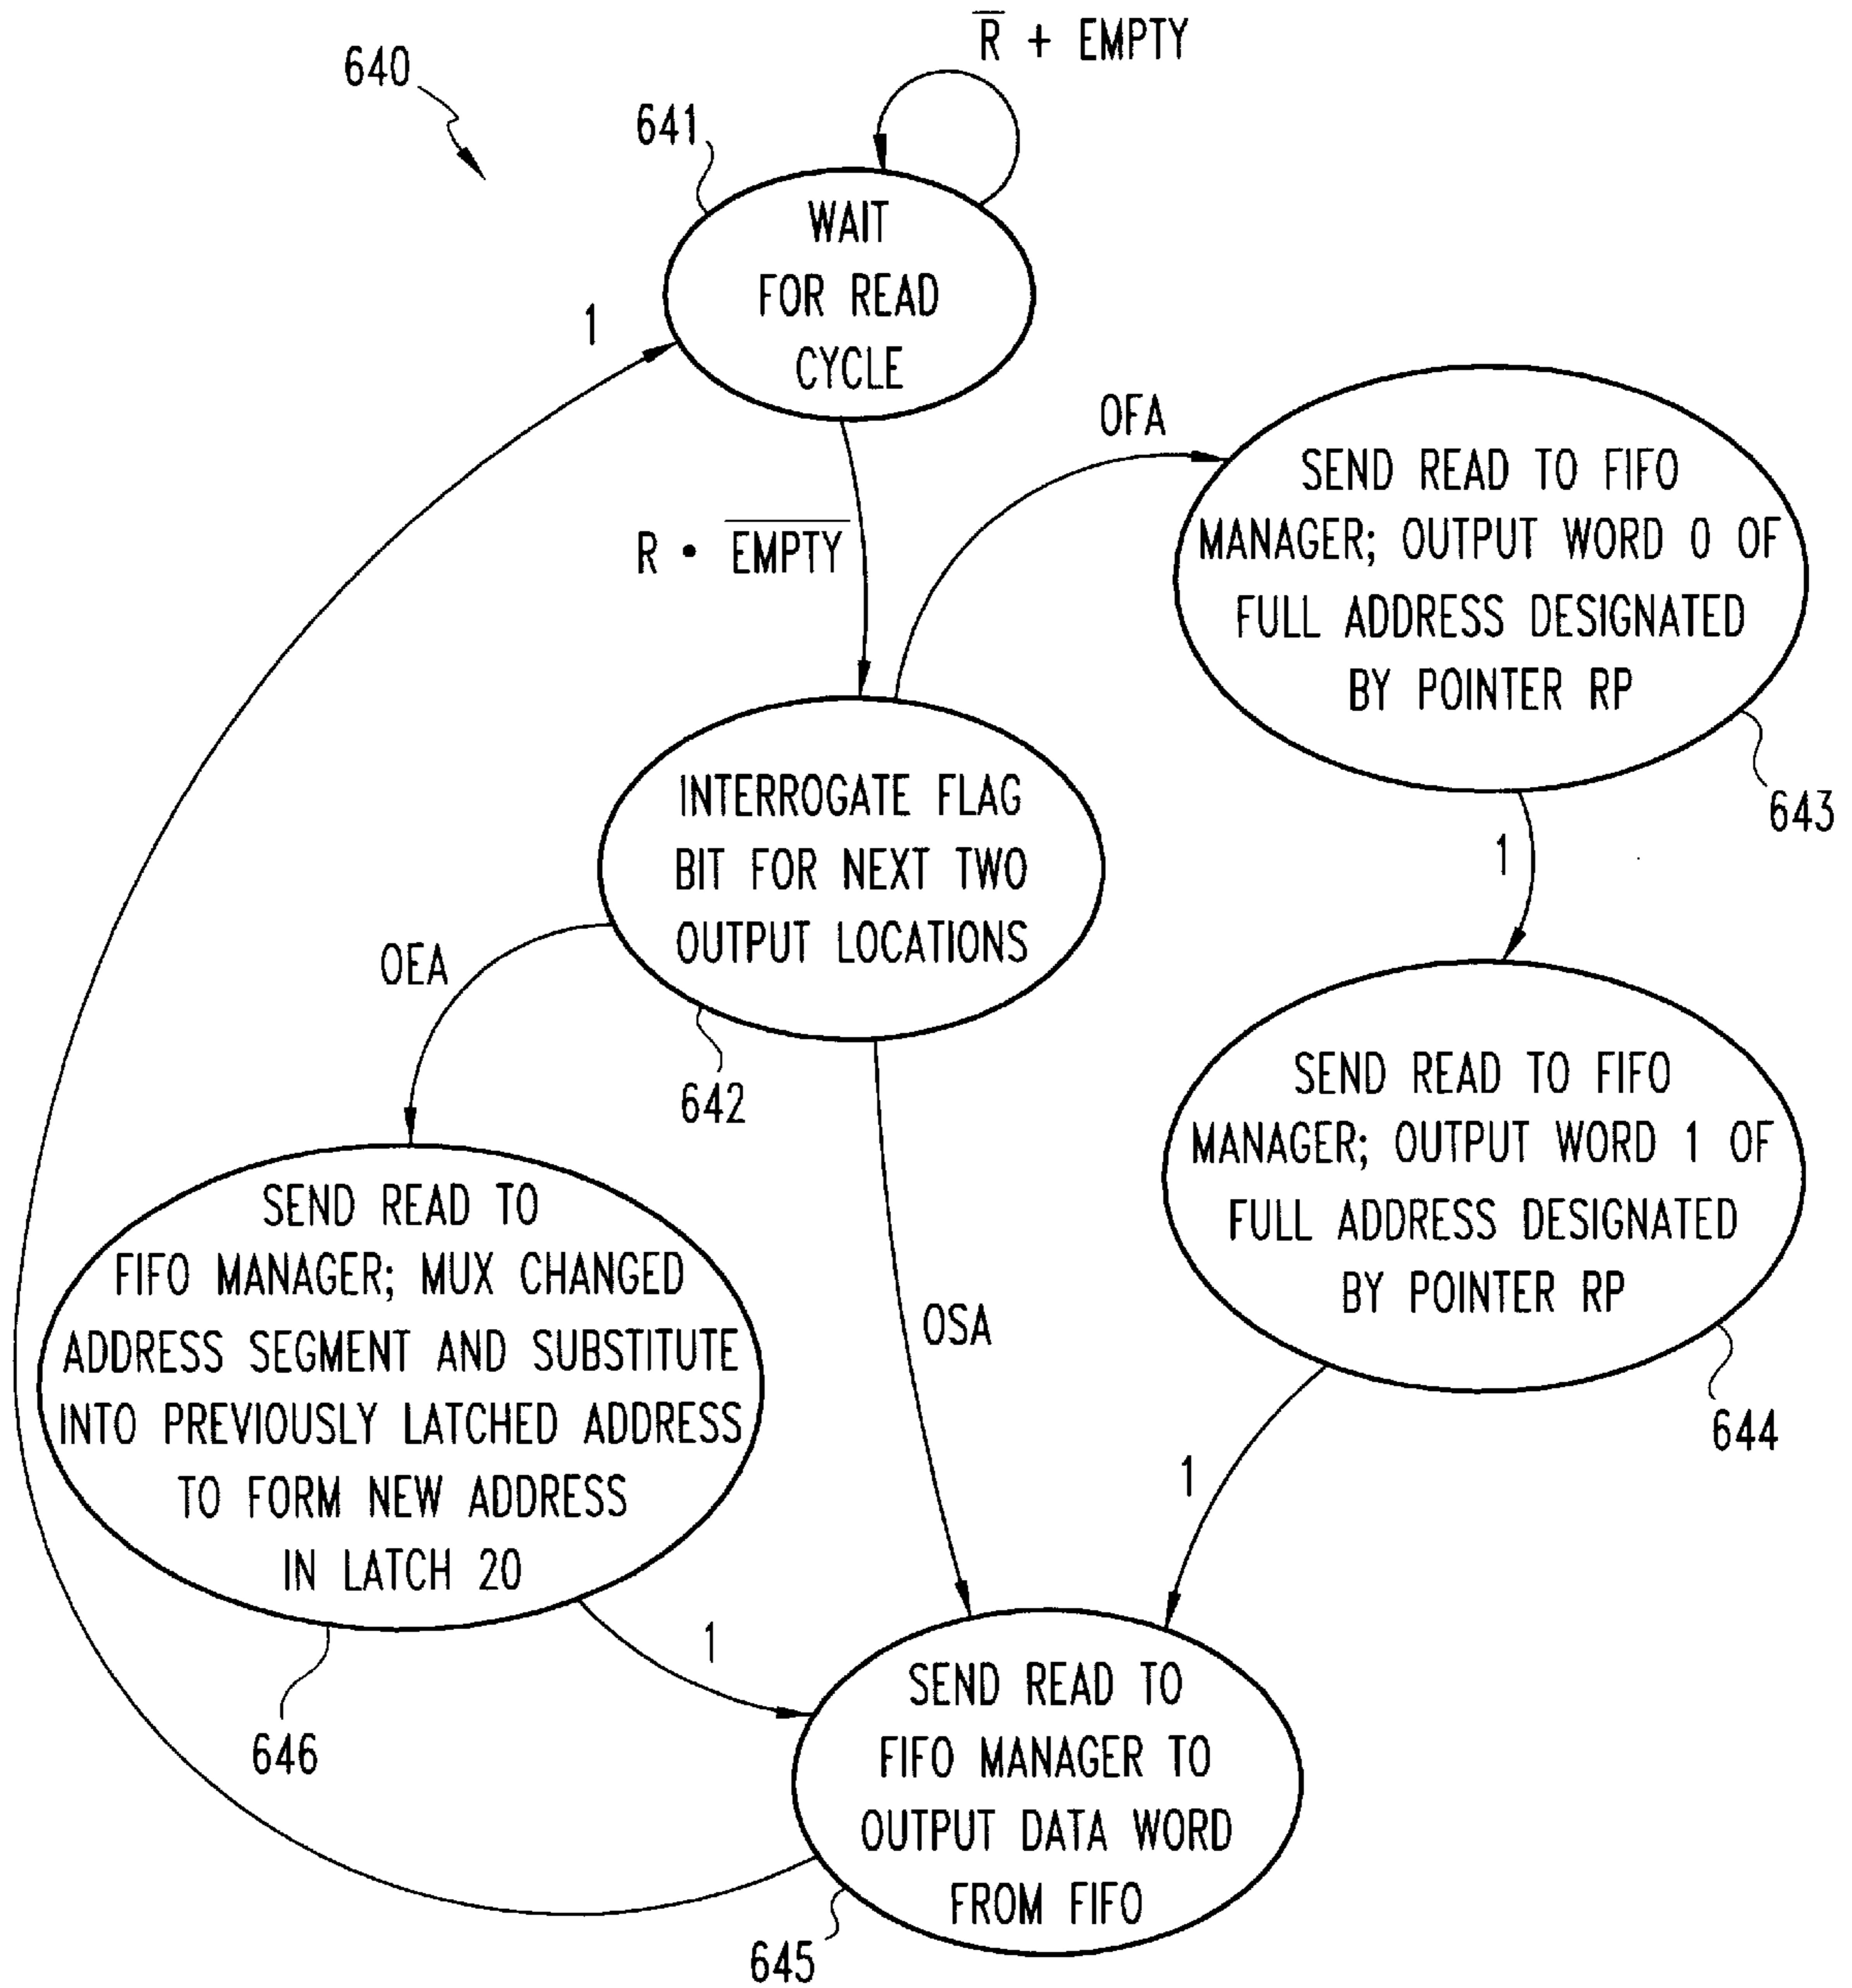 R̅ + EMPTY
640
641
WAIT
FOR READ
CYCLE
1
OFA
R • E̅M̅P̅T̅Y̅
SEND READ TO FIFO
MANAGER; OUTPUT WORD 0 OF
FULL ADDRESS DESIGNATED
BY POINTER RP
643
1
INTERROGATE FLAG
BIT FOR NEXT TWO
OUTPUT LOCATIONS
642
OEA
OSA
SEND READ TO FIFO
MANAGER; OUTPUT WORD 1 OF
FULL ADDRESS DESIGNATED
BY POINTER RP
644
1
SEND READ TO
FIFO MANAGER; MUX CHANGED
ADDRESS SEGMENT AND SUBSTITUTE
INTO PREVIOUSLY LATCHED ADDRESS
TO FORM NEW ADDRESS
IN LATCH 20
646
1
SEND READ TO
FIFO MANAGER TO
OUTPUT DATA WORD
FROM FIFO
645